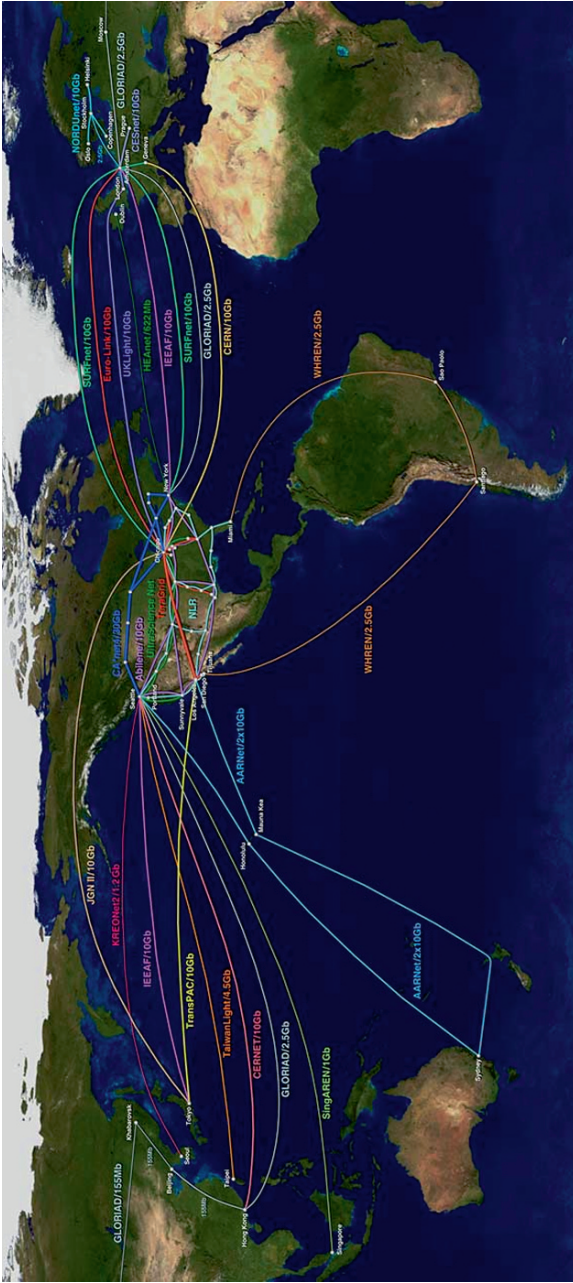 GLORIAD/155Mb
Khabarovsk
155Mb
Beijing
Seoul
155Mb
Taipei
Hong Kong
Singapore
Tokyo
JGN II/10Gb
KREONet2/1.2Gb
IEEAF/10Gb
TransPAC/10Gb
TaiwanLight/4.5Gb
CERNET/10Gb
GLORIAD/2.5Gb
SingAREN/1Gb
AARNet/2x10Gb
Sydney
Honolulu
Mauna Kea
AARNet/2x10Gb
Seattle
Portland
Sunnyvale
Los Angeles
San Diego
Abilene/10Gb
UltraScience Net
TeraGrid
NLR
New York
Miami
WHREN/2.5Gb
WHREN/2.5Gb
Sao Paolo
Santiago
SURFnet/10Gb
Euro-Link/10Gb
UKLight/10Gb
HEAnet/622Mb
IEEAF/10Gb
SURFnet/10Gb
GLORIAD/2.5Gb
CERN/10Gb
Dublin
London
Geneva
Prague
CESnet/10Gb
Copenhagen
Oslo
Stockholm
Helsinki
NORDUnet/10Gb
GLORIAD/2.5Gb
Moscow